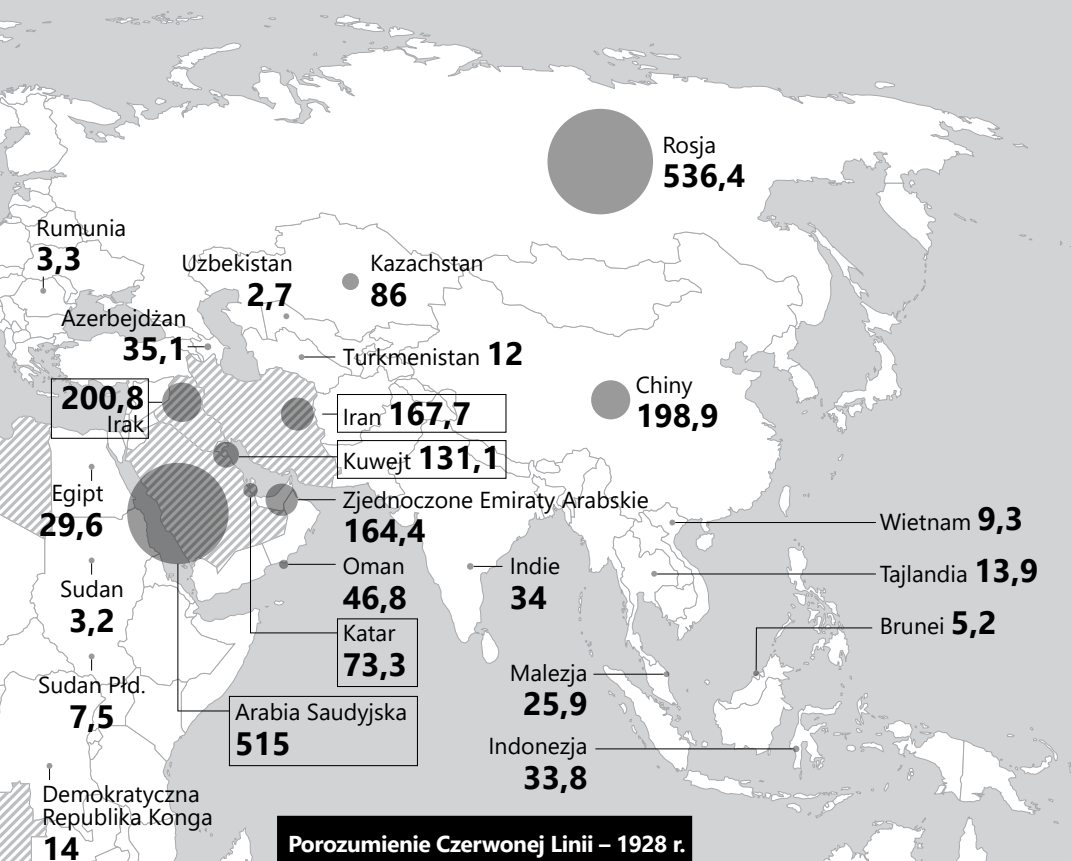 Rosja
536,4
Rumunia
3,3
Uzbekistan
2,7
Kazachstan
86
Azerbejdżan
35,1
Turkmenistan 12
200,8
Irak
Iran 167,7
Chiny
198,9
Kuwejt 131,1
Egipt
29,6
Zjednoczone Emiraty Arabskie
164,4
Wietnam 9,3
Oman
46,8
Indie
34
Tajlandia 13,9
Sudan
3,2
Brunei 5,2
Katar
73,3
Sudan Płd.
7,5
Malezja
25,9
Arabia Saudyjska
515
Indonezja
33,8
Demokratyczna
Republika Konga
14
Porozumienie Czerwonej Linii – 1928 r.